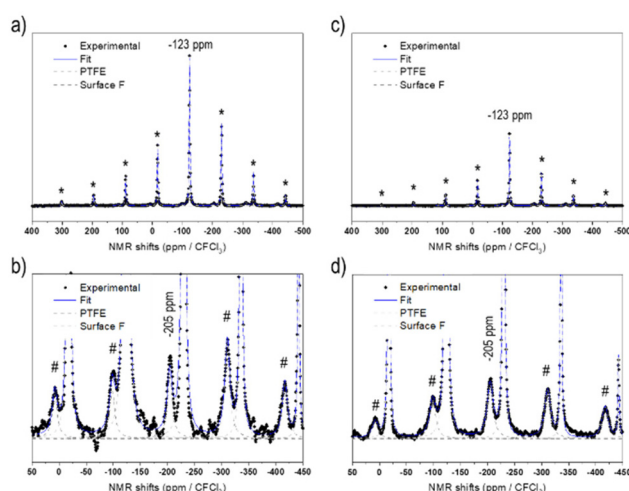 a)
Experimental
Fit
PTFE
Surface F
-123 ppm
* * * * * * *
400 300 200 100 0 -100 -200 -300 -400 -500
NMR shifts (ppm / CFCl3)
c)
Experimental
Fit
PTFE
Surface F
-123 ppm
* * * * * * *
400 300 200 100 0 -100 -200 -300 -400 -500
NMR shifts (ppm / CFCl3)
b)
Experimental
Fit
PTFE
Surface F
-205 ppm
# # # #
50 0 -50 -100 -150 -200 -250 -300 -350 -400 -450
NMR shifts (ppm / CFCl3)
d)
Experimental
Fit
PTFE
Surface F
-205 ppm
# # # #
50 0 -50 -100 -150 -200 -250 -300 -350 -400 -450
NMR shifts (ppm / CFCl3)